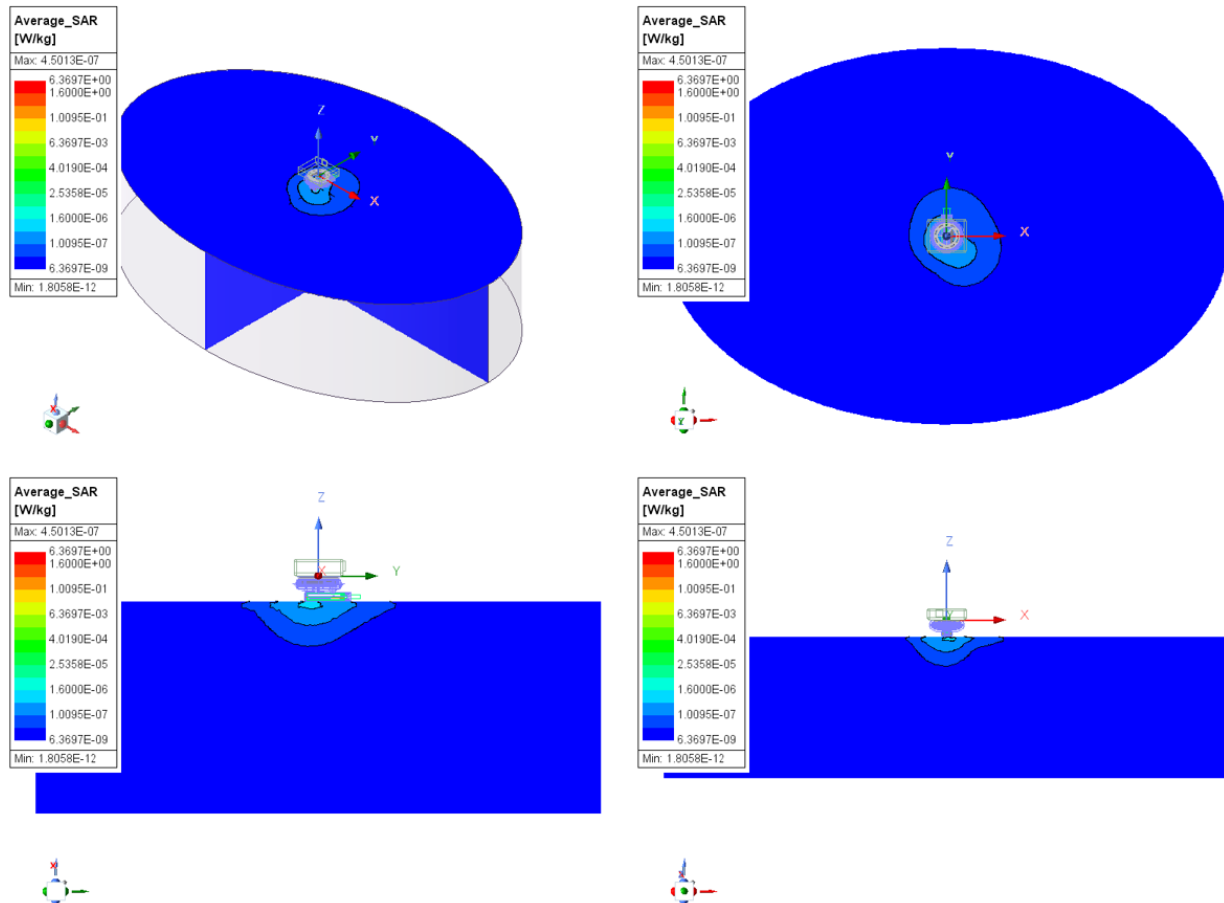 Average_SAR
[W/kg]
Max: 4.5013E-07
6.3697E+00
1.6000E+00
1.0095E-01
6.3697E-03
4.0190E-04
2.5358E-05
1.6000E-06
1.0095E-07
6.3697E-09
Min: 1.8058E-12
Z
Y
X
X
Average_SAR
[W/kg]
Max: 4.5013E-07
6.3697E+00
1.6000E+00
1.0095E-01
6.3697E-03
4.0190E-04
2.5358E-05
1.6000E-06
1.0095E-07
6.3697E-09
Min: 1.8058E-12
Y
X
Average_SAR
[W/kg]
Max: 4.5013E-07
6.3697E+00
1.6000E+00
1.0095E-01
6.3697E-03
4.0190E-04
2.5358E-05
1.6000E-06
1.0095E-07
6.3697E-09
Min: 1.8058E-12
Z
X
Y
X
Average_SAR
[W/kg]
Max: 4.5013E-07
6.3697E+00
1.6000E+00
1.0095E-01
6.3697E-03
4.0190E-04
2.5358E-05
1.6000E-06
1.0095E-07
6.3697E-09
Min: 1.8058E-12
Z
X